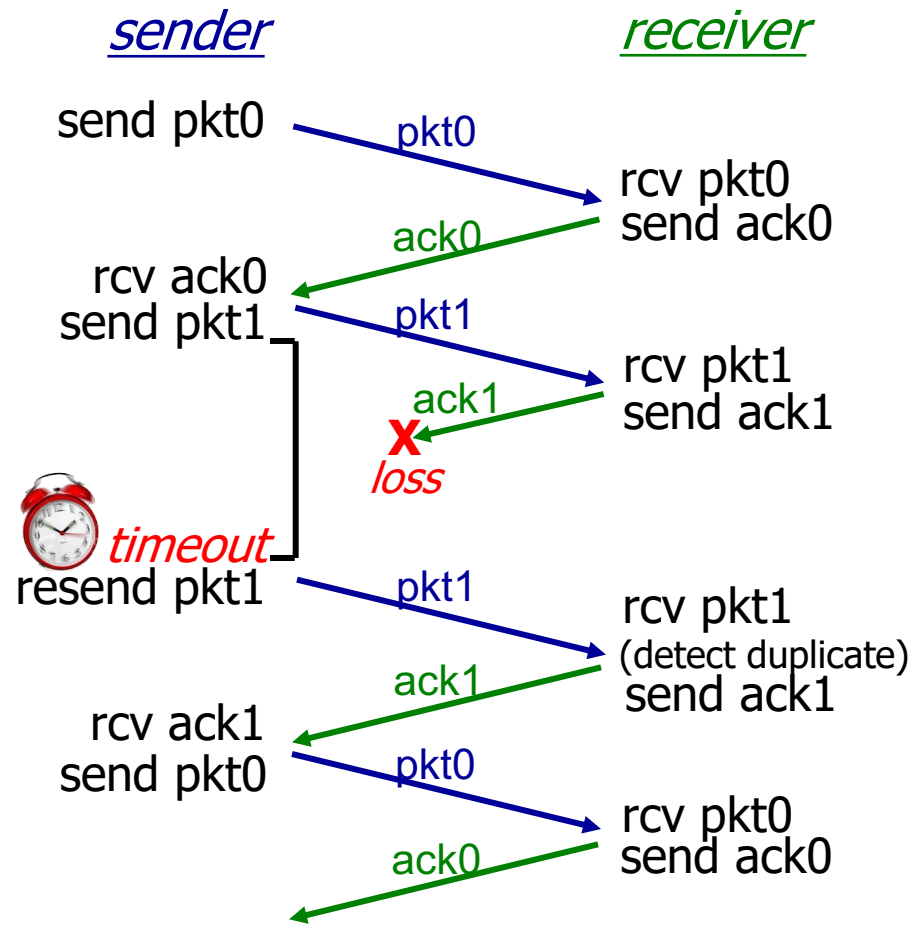 sender
receiver
send pkt0
pkt0
rcv pkt0
send ack0
ack0
rcv ack0
send pkt1
pkt1
rcv pkt1
send ack1
ack1
X
loss
timeout
resend pkt1
pkt1
rcv pkt1
(detect duplicate)
send ack1
ack1
rcv ack1
send pkt0
pkt0
rcv pkt0
send ack0
ack0